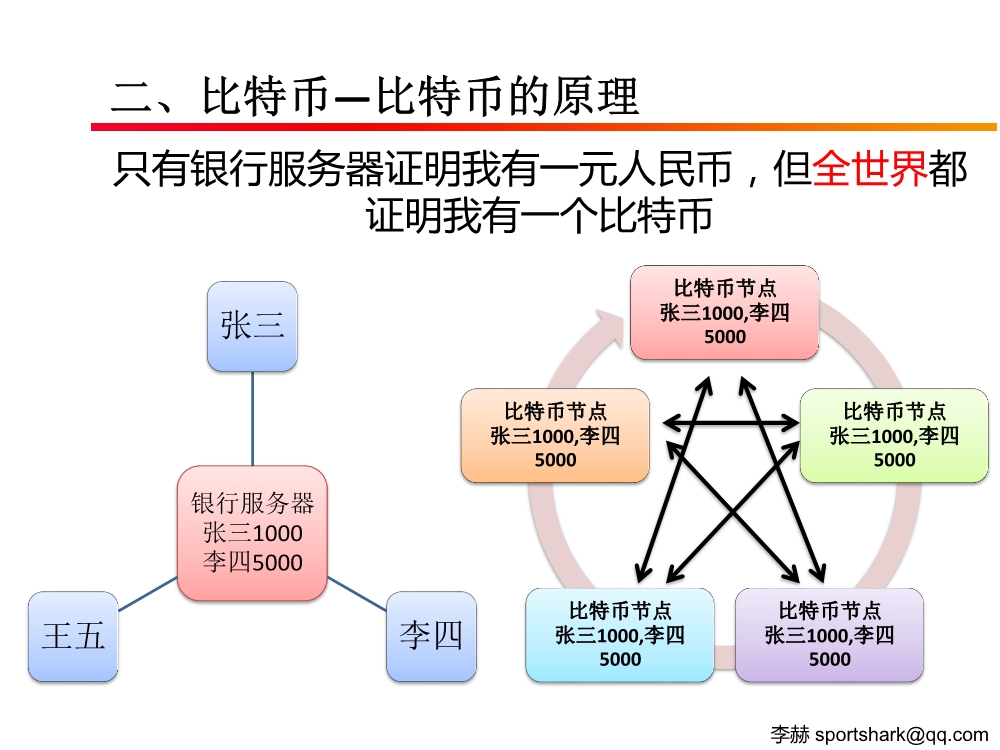 二、比特币—比特币的原理
只有银行服务器证明我有一元人民币，但全世界都
证明我有一个比特币
张三
银行服务器
张三1000
李四5000
王五
李四
比特币节点
张三1000,李四
5000
比特币节点
张三1000,李四
5000
比特币节点
张三1000,李四
5000
比特币节点
张三1000,李四
5000
比特币节点
张三1000,李四
5000
李赫 sportshark@qq.com